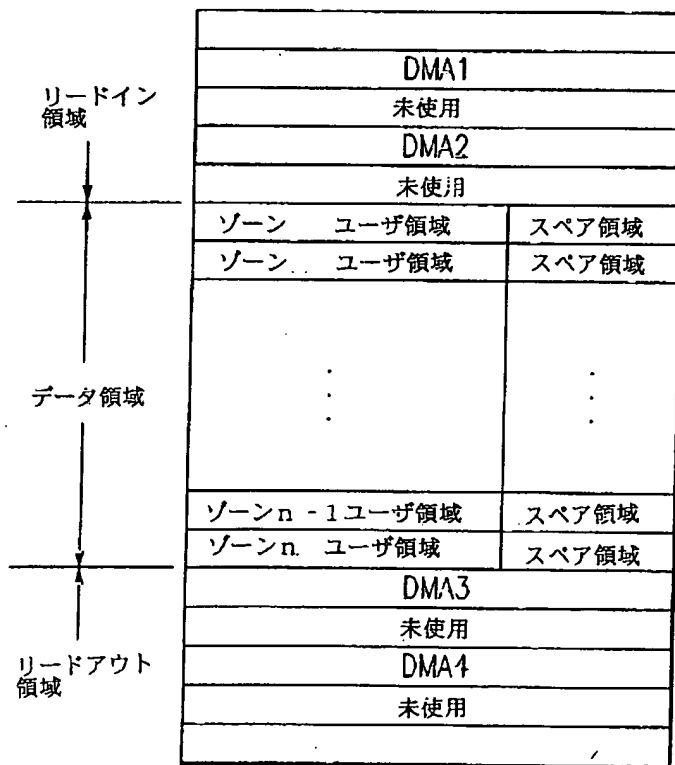 DMA1
リードイン
領域
未使用
DMA2
未使用
ゾーン ユーザ領域 スペア領域
ゾーン ユーザ領域 スペア領域
データ領域
ゾーンn-1ユーザ領域 スペア領域
ゾーンn ユーザ領域 スペア領域
DMA3
未使用
リードアウト
領域
DMA4
未使用